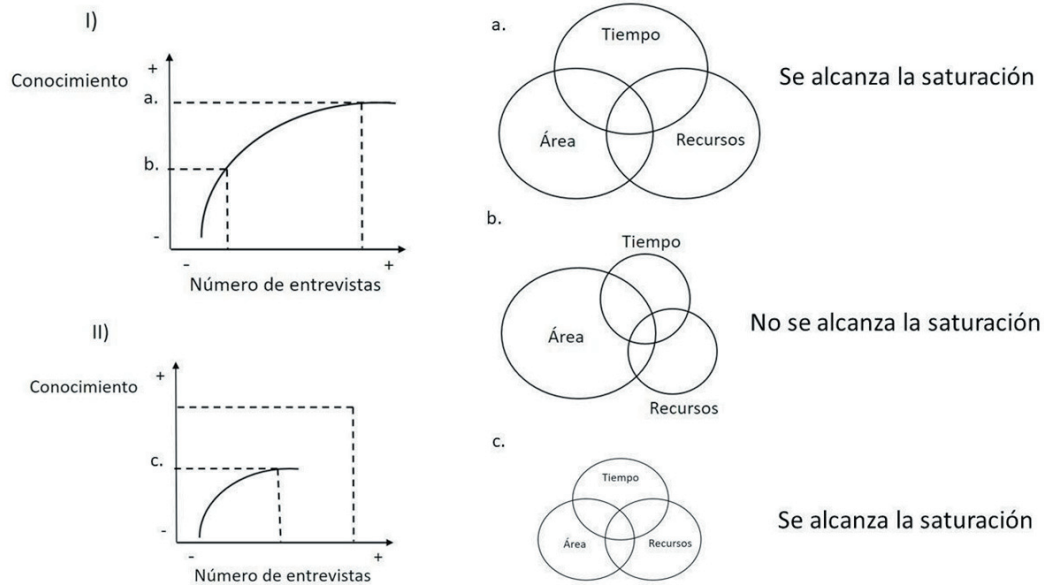 I)
Conocimiento
+
a.
b.
-
-
+
Número de entrevistas
II)
Conocimiento
+
c.
-
-
+
Número de entrevistas
a.
Tiempo
Área
Recursos
Se alcanza la saturación
b.
Tiempo
Área
Recursos
No se alcanza la saturación
c.
Tiempo
Área
Recursos
Se alcanza la saturación